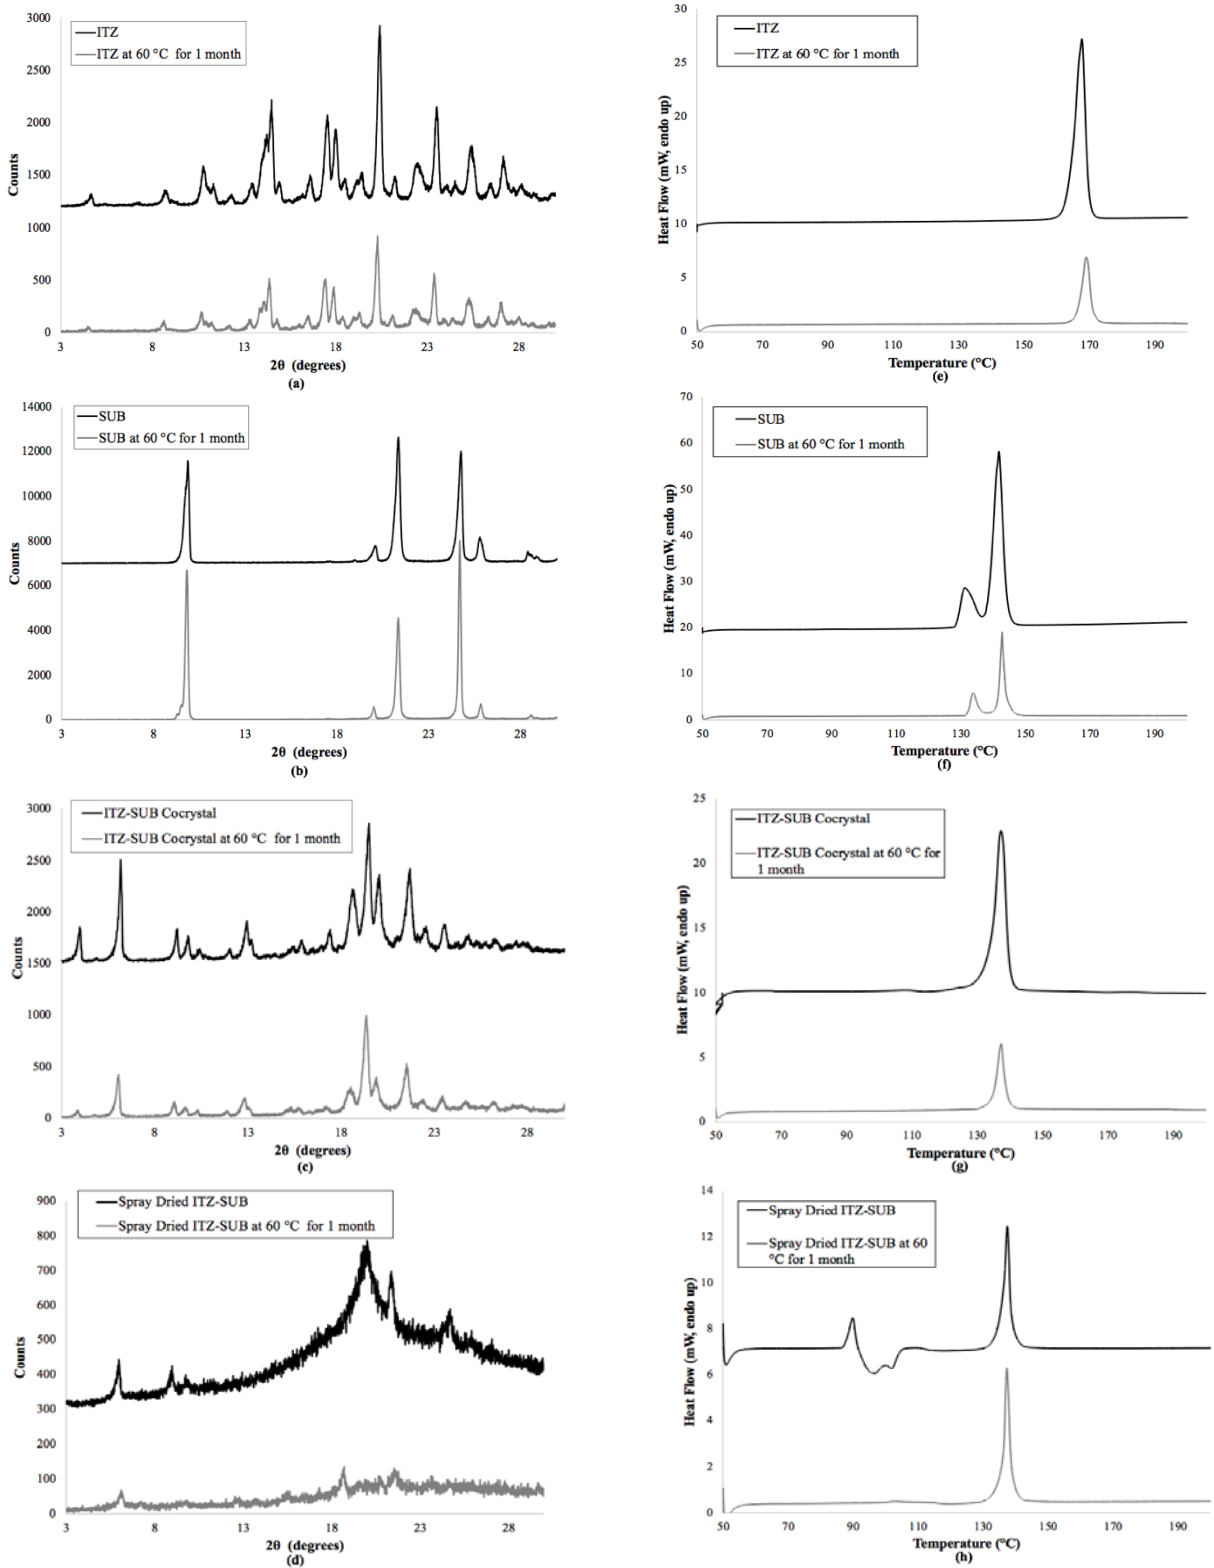 3000
2500
2000
1500
1000
500
0
Counts
ITZ
ITZ at 60 °C for 1 month
3 8 13 18 23 28
2θ (degrees)
(a)
30
25
20
15
10
5
0
Heat Flow (mW, endo up)
ITZ
ITZ at 60 °C for 1 month
50 70 90 110 130 150 170 190
Temperature (°C)
(e)
14000
12000
10000
8000
6000
4000
2000
0
Counts
SUB
SUB at 60 °C for 1 month
3 8 13 18 23 28
2θ (degrees)
(b)
70
60
50
40
30
20
10
0
Heat Flow (mW, endo up)
SUB
SUB at 60 °C for 1 month
50 70 90 110 130 150 170 190
Temperature (°C)
(f)
3000
2500
2000
1500
1000
500
0
Counts
ITZ-SUB Cocrystal
ITZ-SUB Cocrystal at 60 °C for 1 month
3 8 13 18 23 28
2θ (degrees)
(c)
25
20
15
10
5
0
Heat Flow (mW, endo up)
ITZ-SUB Cocrystal
ITZ-SUB Cocrystal at 60 °C for
1 month
50 70 90 110 130 150 170 190
Temperature (°C)
(g)
900
800
700
600
500
400
300
200
100
0
Counts
Spray Dried ITZ-SUB
Spray Dried ITZ-SUB at 60 °C for 1 month
3 8 13 18 23 28
2θ (degrees)
(d)
14
12
10
8
6
4
2
0
Heat Flow (mW, endo up)
Spray Dried ITZ-SUB
Spray Dried ITZ-SUB at 60
°C for 1 month
50 70 90 110 130 150 170 190
Temperature (°C)
(h)